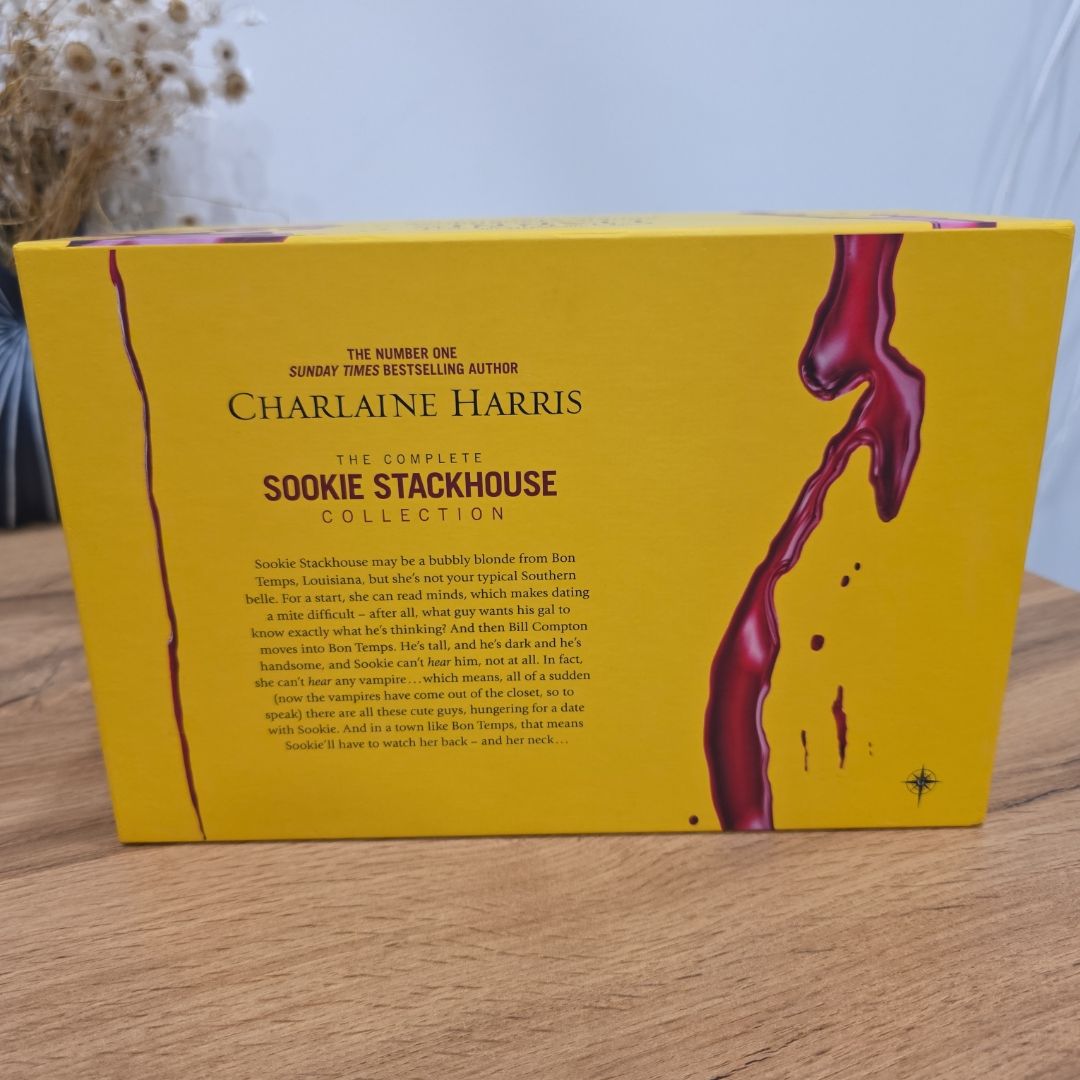 THE NUMBER ONE
SUNDAY TIMES BESTSELLING AUTHOR
CHARLAINE HARRIS
THE COMPLETE
SOOKIE STACKHOUSE
COLLECTION
Sookie Stackhouse may be a bubbly blonde from Bon
Temps, Louisiana, but she's not your typical Southern
belle. For a start, she can read minds, which makes dating
a mite difficult – after all, what guy wants his gal to
know exactly what he's thinking? And then Bill Compton
moves into Bon Temps. He's tall, and he's dark and he's
handsome, and Sookie can't hear him, not at all. In fact,
she can't hear any vampire...which means, all of a sudden
(now the vampires have come out of the closet, so to
speak) there are all these cute guys, hungering for a date
with Sookie. And in a town like Bon Temps, that means
Sookie'll have to watch her back – and her neck...